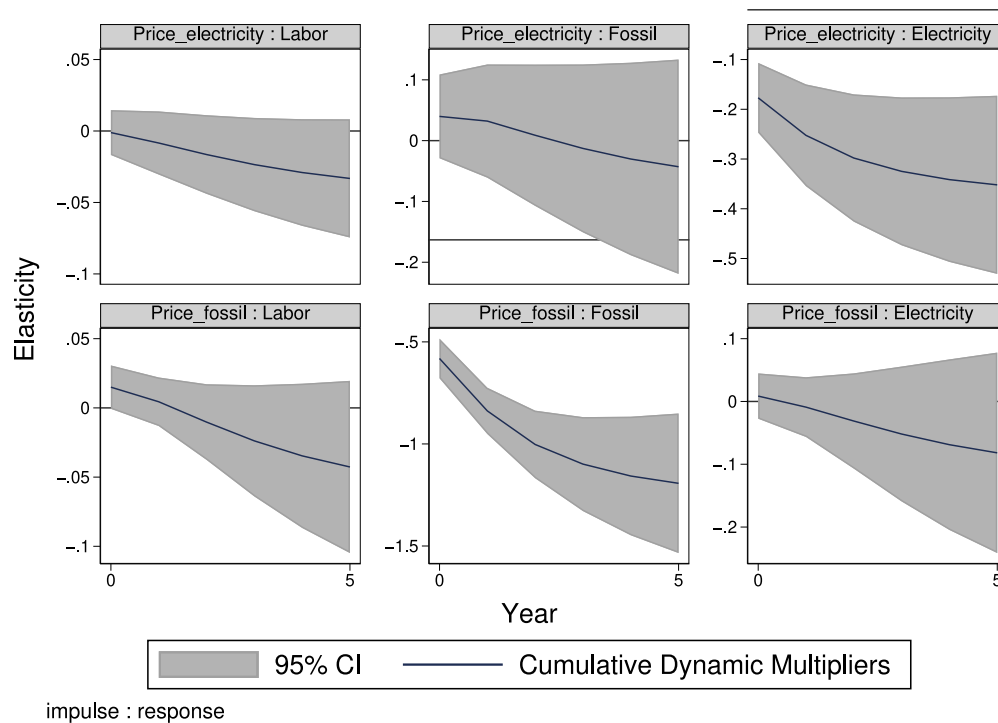 Price_electricity : Labor
Price_electricity : Fossil
Price_electricity : Electricity
.05
0
-.05
-.1
.1
0
-.1
-.2
-.1
-.2
-.3
-.4
-.5
Elasticity
Price_fossil : Labor
Price_fossil : Fossil
Price_fossil : Electricity
.05
0
-.05
-.1
-.5
-1
-1.5
.1
0
-.1
-.2
0
5
0
5
0
5
Year
95% CI
Cumulative Dynamic Multipliers
impulse : response